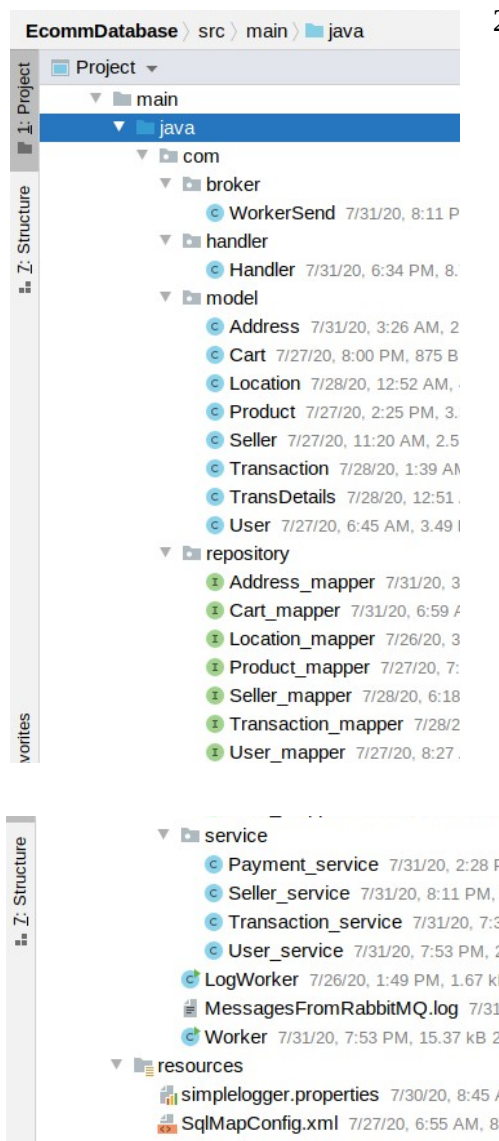 EcommDatabase 〉 src 〉 main 〉 java
2
1: Project
Project
main
java
com
broker
WorkerSend 7/31/20, 8:11 P
handler
Handler 7/31/20, 6:34 PM, 8.
model
Address 7/31/20, 3:26 AM, 2
Cart 7/27/20, 8:00 PM, 875 B
Location 7/28/20, 12:52 AM,
Product 7/27/20, 2:25 PM, 3.
Seller 7/27/20, 11:20 AM, 2.5
Transaction 7/28/20, 1:39 AM
TransDetails 7/28/20, 12:51
User 7/27/20, 6:45 AM, 3.49
repository
Address_mapper 7/31/20, 3
Cart_mapper 7/31/20, 6:59 A
Location_mapper 7/26/20, 3
Product_mapper 7/27/20, 7:
Seller_mapper 7/28/20, 6:18
Transaction_mapper 7/28/2
User_mapper 7/27/20, 8:27
Z: Structure
vorites
service
Payment_service 7/31/20, 2:28 P
Seller_service 7/31/20, 8:11 PM,
Transaction_service 7/31/20, 7:3
User_service 7/31/20, 7:53 PM, 2
LogWorker 7/26/20, 1:49 PM, 1.67 k
MessagesFromRabbitMQ.log 7/31
Worker 7/31/20, 7:53 PM, 15.37 kB 2
resources
simplelogger.properties 7/30/20, 8:45 A
SqlMapConfig.xml 7/27/20, 6:55 AM, 8
Z: Structure